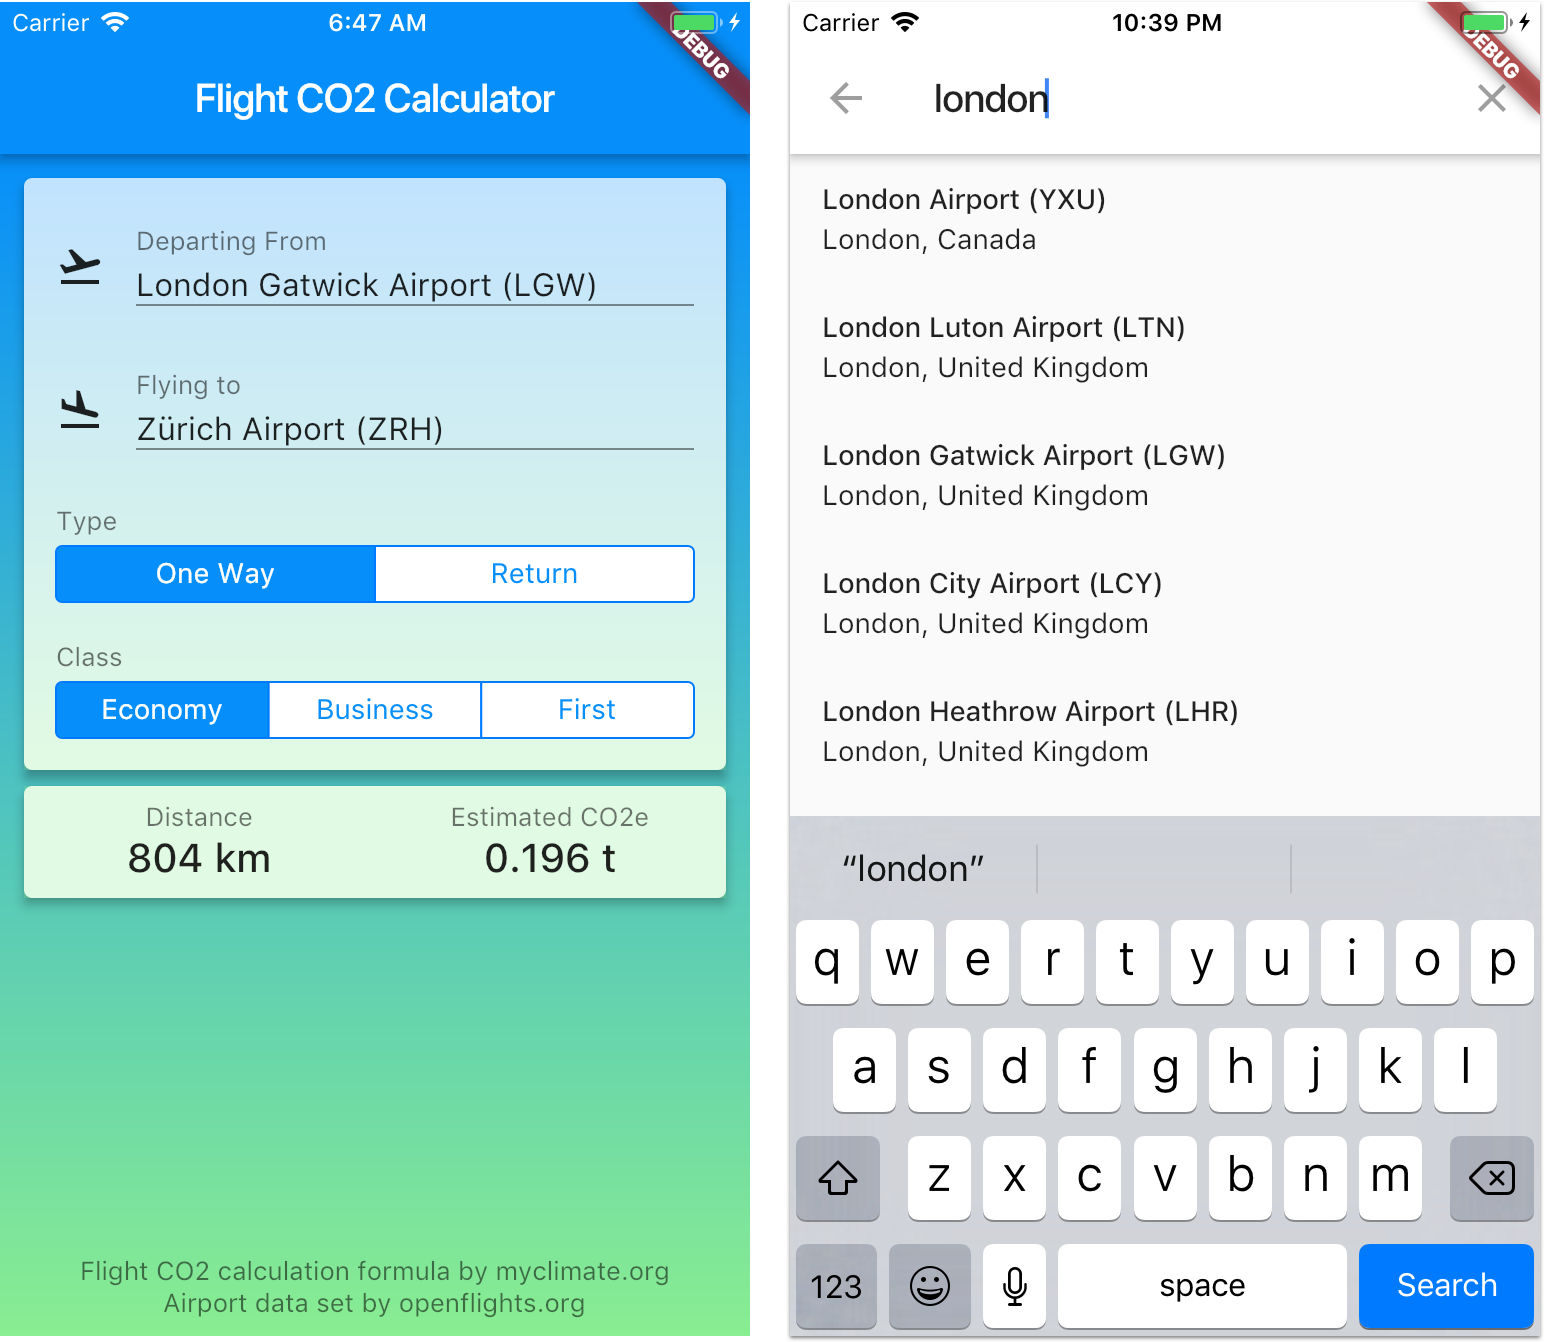 Carrier 6:47 AM
DEBUG
Flight CO2 Calculator
Departing From
London Gatwick Airport (LGW)
Flying to
Zürich Airport (ZRH)
Type
One Way Return
Class
Economy Business First
Distance Estimated CO2e
804 km 0.196 t
Flight CO2 calculation formula by myclimate.org
Airport data set by openflights.org
Carrier 10:39 PM
DEBUG
london
London Airport (YXU)
London, Canada
London Luton Airport (LTN)
London, United Kingdom
London Gatwick Airport (LGW)
London, United Kingdom
London City Airport (LCY)
London, United Kingdom
London Heathrow Airport (LHR)
London, United Kingdom
“london”
q w e r t y u i o p
a s d f g h j k l
z x c v b n m
123 space Search